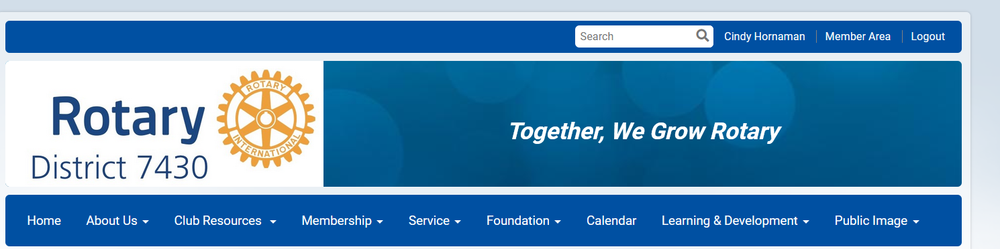 Search Cindy Hornaman Member Area Logout
ROTARY
INTERNATIONAL
Rotary
District 7430
Together, We Grow Rotary
Home About Us Club Resources Membership Service Foundation Calendar Learning & Development Public Image